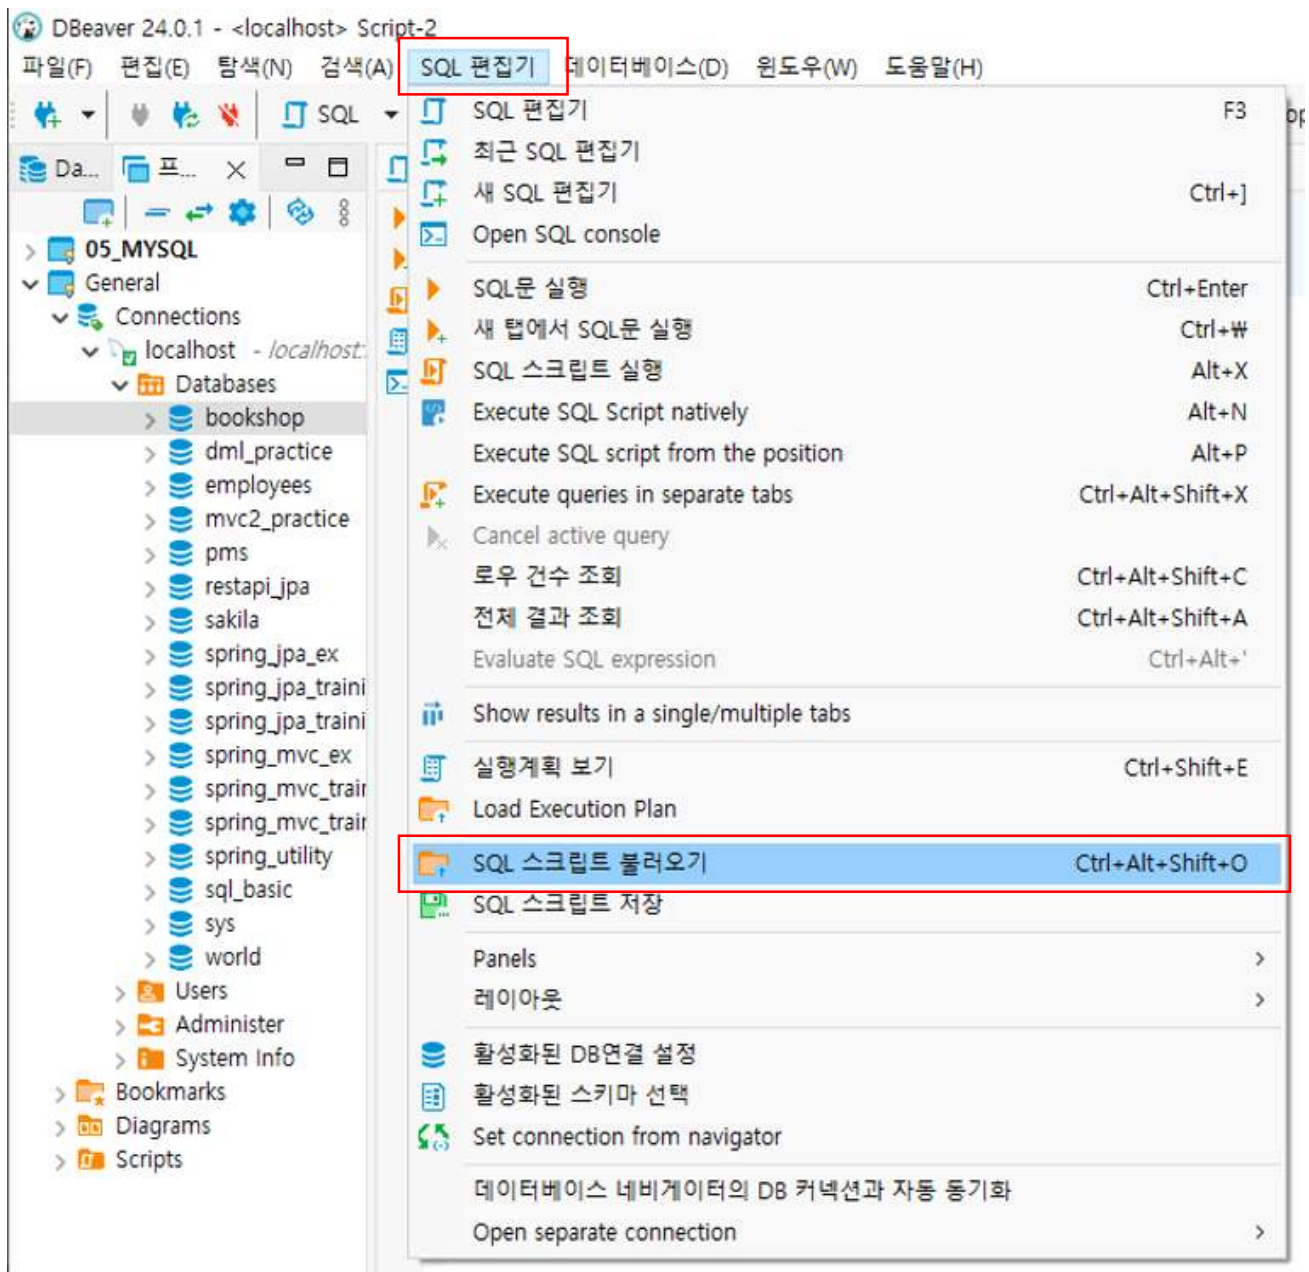 DBeaver 24.0.1 - <localhost> Script-2
파일(F) 편집(E) 탐색(N) 검색(A) SQL 편집기 데이터베이스(D) 윈도우(W) 도움말(H)
SQL
Da...
프...
05_MYSQL
General
Connections
localhost - localhost:
Databases
bookshop
dml_practice
employees
mvc2_practice
pms
restapi_jpa
sakila
spring_jpa_ex
spring_jpa_traini
spring_jpa_traini
spring_mvc_ex
spring_mvc_train
spring_mvc_train
spring_utility
sql_basic
sys
world
Users
Administer
System Info
Bookmarks
Diagrams
Scripts
SQL 편집기 F3
최근 SQL 편집기
새 SQL 편집기 Ctrl+]
Open SQL console
SQL문 실행 Ctrl+Enter
새 탭에서 SQL문 실행 Ctrl+₩
SQL 스크립트 실행 Alt+X
Execute SQL Script natively Alt+N
Execute SQL script from the position Alt+P
Execute queries in separate tabs Ctrl+Alt+Shift+X
Cancel active query
로우 건수 조회 Ctrl+Alt+Shift+C
전체 결과 조회 Ctrl+Alt+Shift+A
Evaluate SQL expression Ctrl+Alt+'
Show results in a single/multiple tabs
실행계획 보기 Ctrl+Shift+E
Load Execution Plan
SQL 스크립트 불러오기 Ctrl+Alt+Shift+O
SQL 스크립트 저장
Panels
레이아웃
활성화된 DB연결 설정
활성화된 스키마 선택
Set connection from navigator
데이터베이스 네비게이터의 DB 커넥션과 자동 동기화
Open separate connection